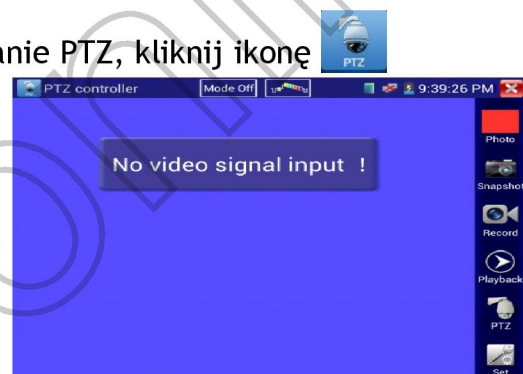 anie PTZ, kliknij ikonę
PTZ
PTZ controller Mode Off 9:39:26 PM
No video signal input !
Photo
Snapshot
Record
Playback
PTZ
Set